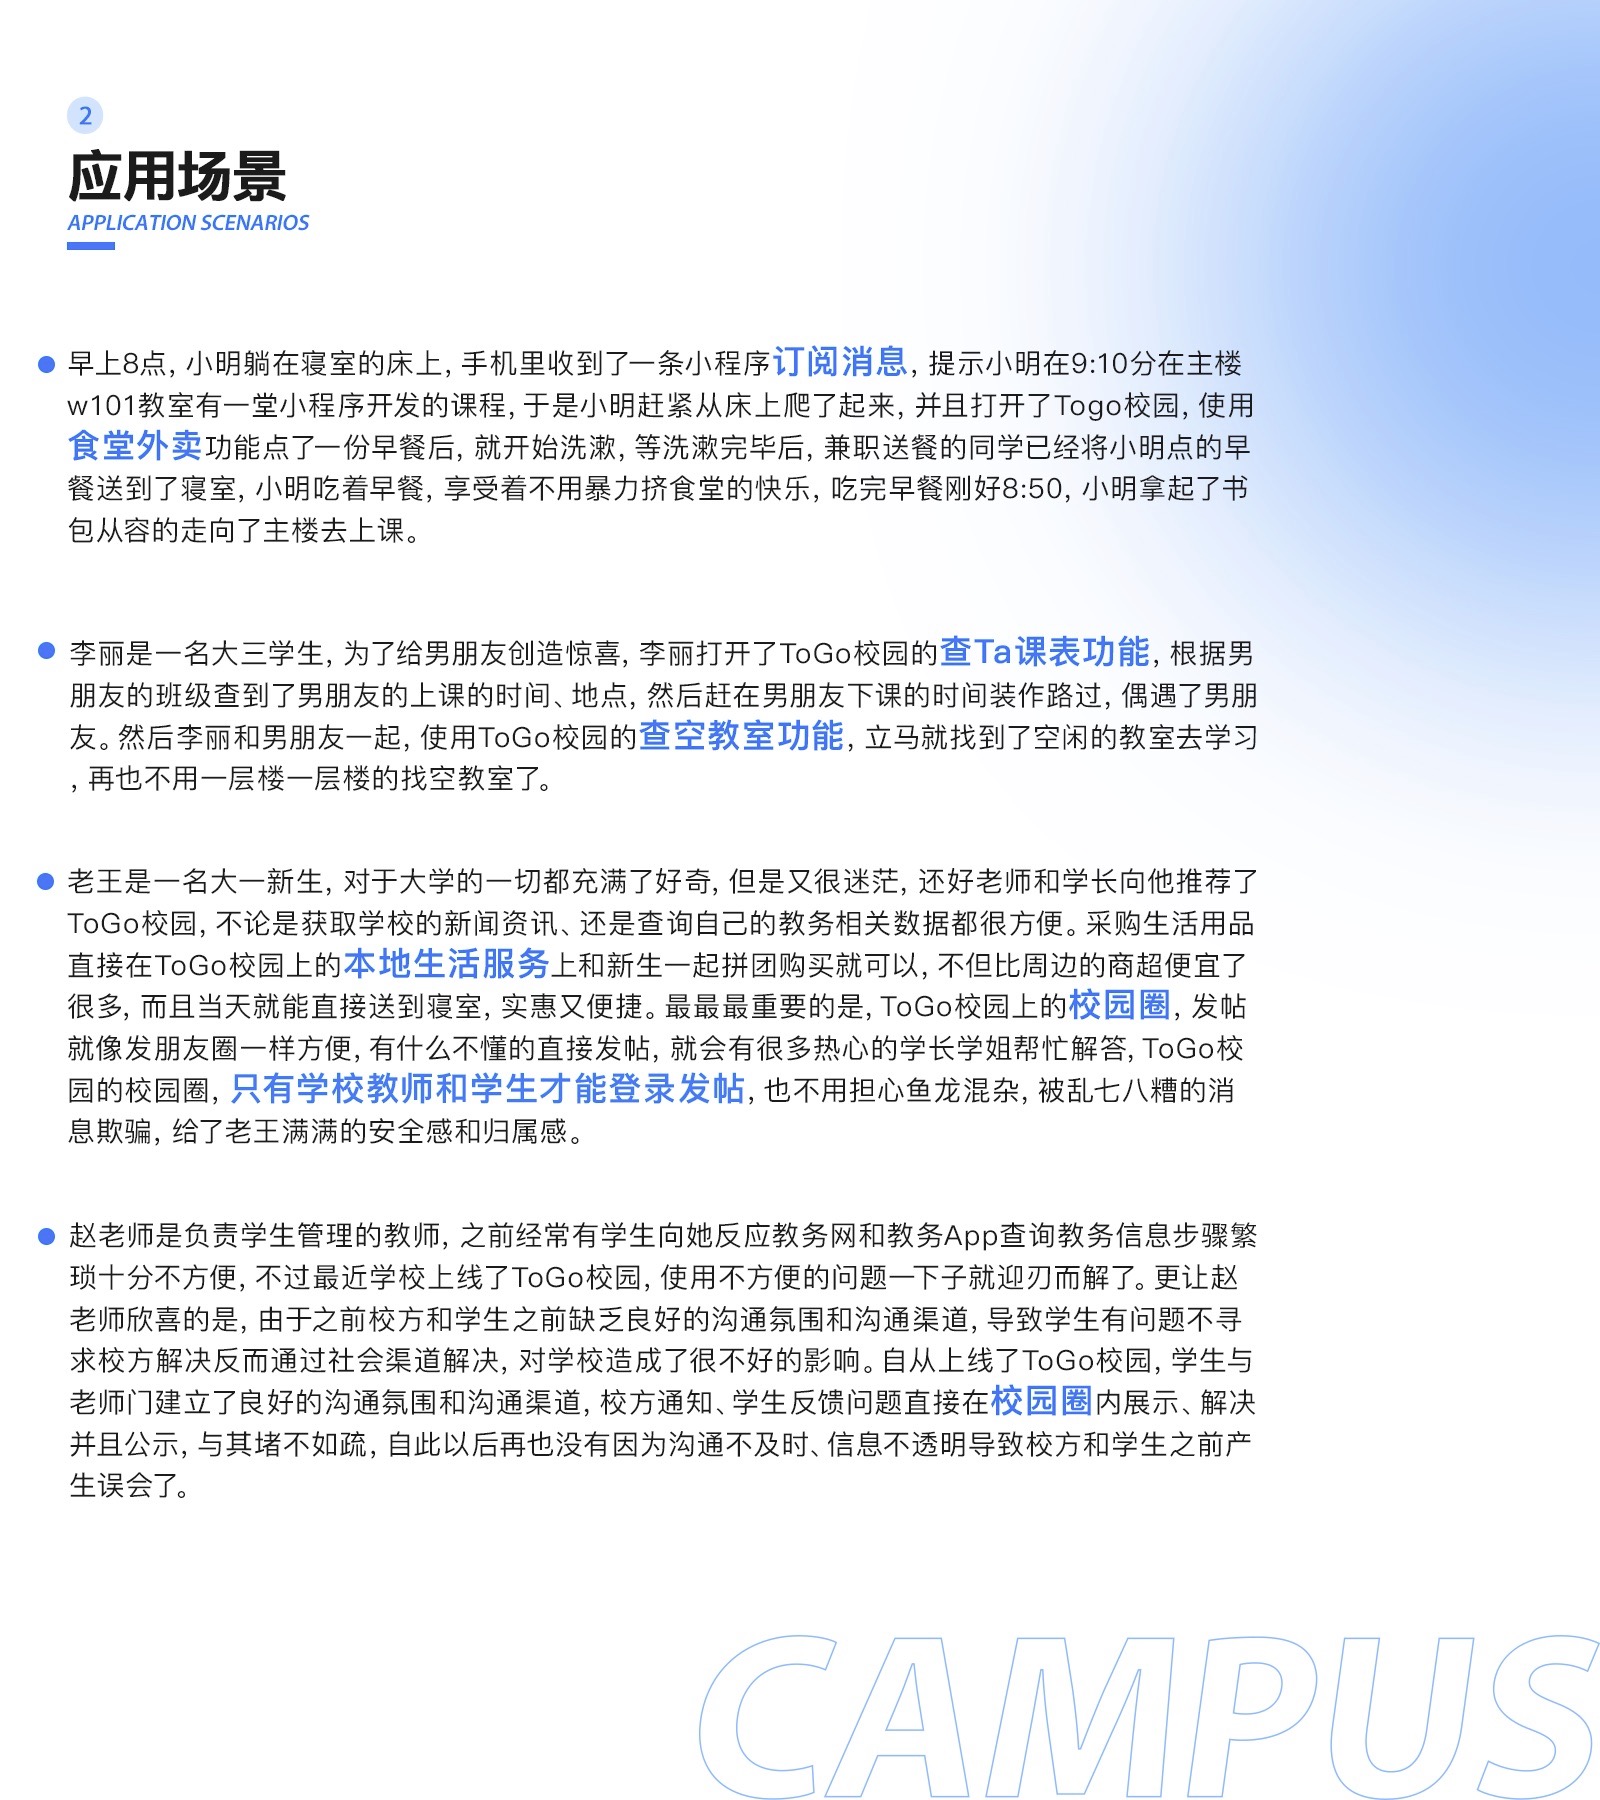 2
应用场景
APPLICATION SCENARIOS
早上8点，小明躺在寝室的床上，手机里收到了一条小程序订阅消息，提示小明在9:10分在主楼
w101教室有一堂小程序开发的课程，于是小明赶紧从床上爬了起来，并且打开了Togo校园，使用
食堂外卖功能点了一份早餐后，就开始洗漱，等洗漱完毕后，兼职送餐的同学已经将小明点的早
餐送到了寝室，小明吃着早餐，享受着不用暴力挤食堂的快乐，吃完早餐刚好8:50，小明拿起了书
包从容的走向了主楼去上课。
李丽是一名大三学生，为了给男朋友创造惊喜，李丽打开了ToGo校园的查Ta课表功能，根据男
朋友的班级查到了男朋友的上课的时间、地点，然后赶在男朋友下课的时间装作路过，偶遇了男朋
友。然后李丽和男朋友一起，使用ToGo校园的查空教室功能，立马就找到了空闲的教室去学习
，再也不用一层楼一层楼的找空教室了。
老王是一名大一新生，对于大学的一切都充满了好奇，但是又很迷茫，还好老师和学长向他推荐了
ToGo校园，不论是获取学校的新闻资讯、还是查询自己的教务相关数据都很方便。采购生活用品
直接在ToGo校园上的本地生活服务上和新生一起拼团购买就可以，不但比周边的商超便宜了
很多，而且当天就能直接送到寝室，实惠又便捷。最最最重要的是，ToGo校园上的校园圈，发帖
就像发朋友圈一样方便，有什么不懂的直接发帖，就会有很多热心的学长学姐帮忙解答，ToGo校
园的校园圈，只有学校教师和学生才能登录发帖，也不用担心鱼龙混杂，被乱七八糟的消
息欺骗，给了老王满满的安全感和归属感。
赵老师是负责学生管理的教师，之前经常有学生向她反应教务网和教务App查询教务信息步骤繁
琐十分不方便，不过最近学校上线了ToGo校园，使用不方便的问题一下子就迎刃而解了。更让赵
老师欣喜的是，由于之前校方和学生之前缺乏良好的沟通氛围和沟通渠道，导致学生有问题不寻
求校方解决反而通过社会渠道解决，对学校造成了很不好的影响。自从上线了ToGo校园，学生与
老师门建立了良好的沟通氛围和沟通渠道，校方通知、学生反馈问题直接在校园圈内展示、解决
并且公示，与其堵不如疏，自此以后再也没有因为沟通不及时、信息不透明导致校方和学生之前产
生误会了。
CAMPUS